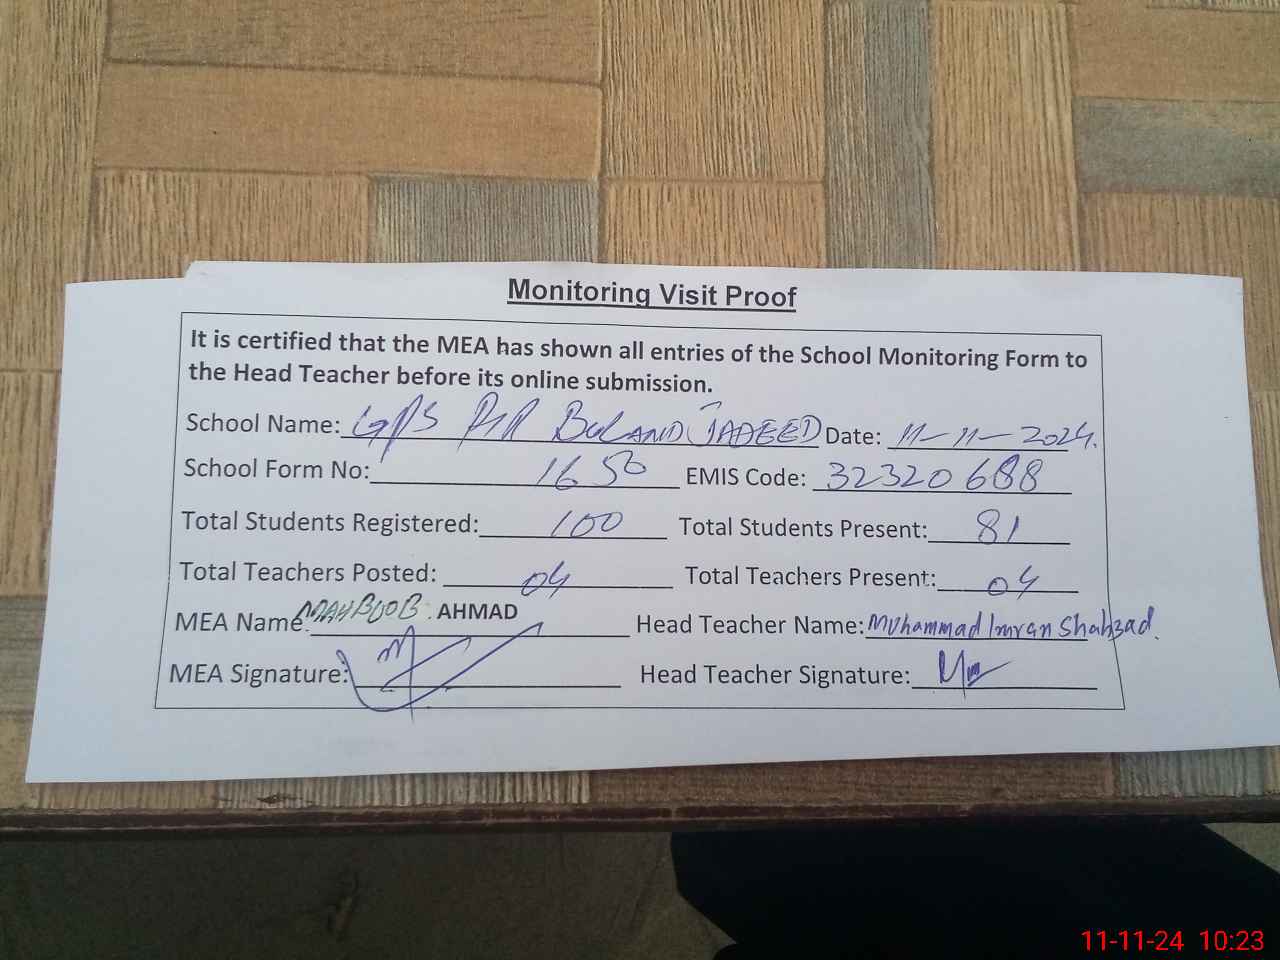 Monitoring Visit Proof
It is certified that the MEA has shown all entries of the School Monitoring Form to
the Head Teacher before its online submission.
School Name: GPS PIR BULAND JADEED Date: 11-11-2024.
School Form No: 1650 EMIS Code: 32320688
Total Students Registered: 100 Total Students Present: 81
Total Teachers Posted: 04 Total Teachers Present: 04
MEA Name: MAHBOOB. AHMAD Head Teacher Name: Muhammad Imran Shahzad.
MEA Signature: Head Teacher Signature:
11-11-24 10:23